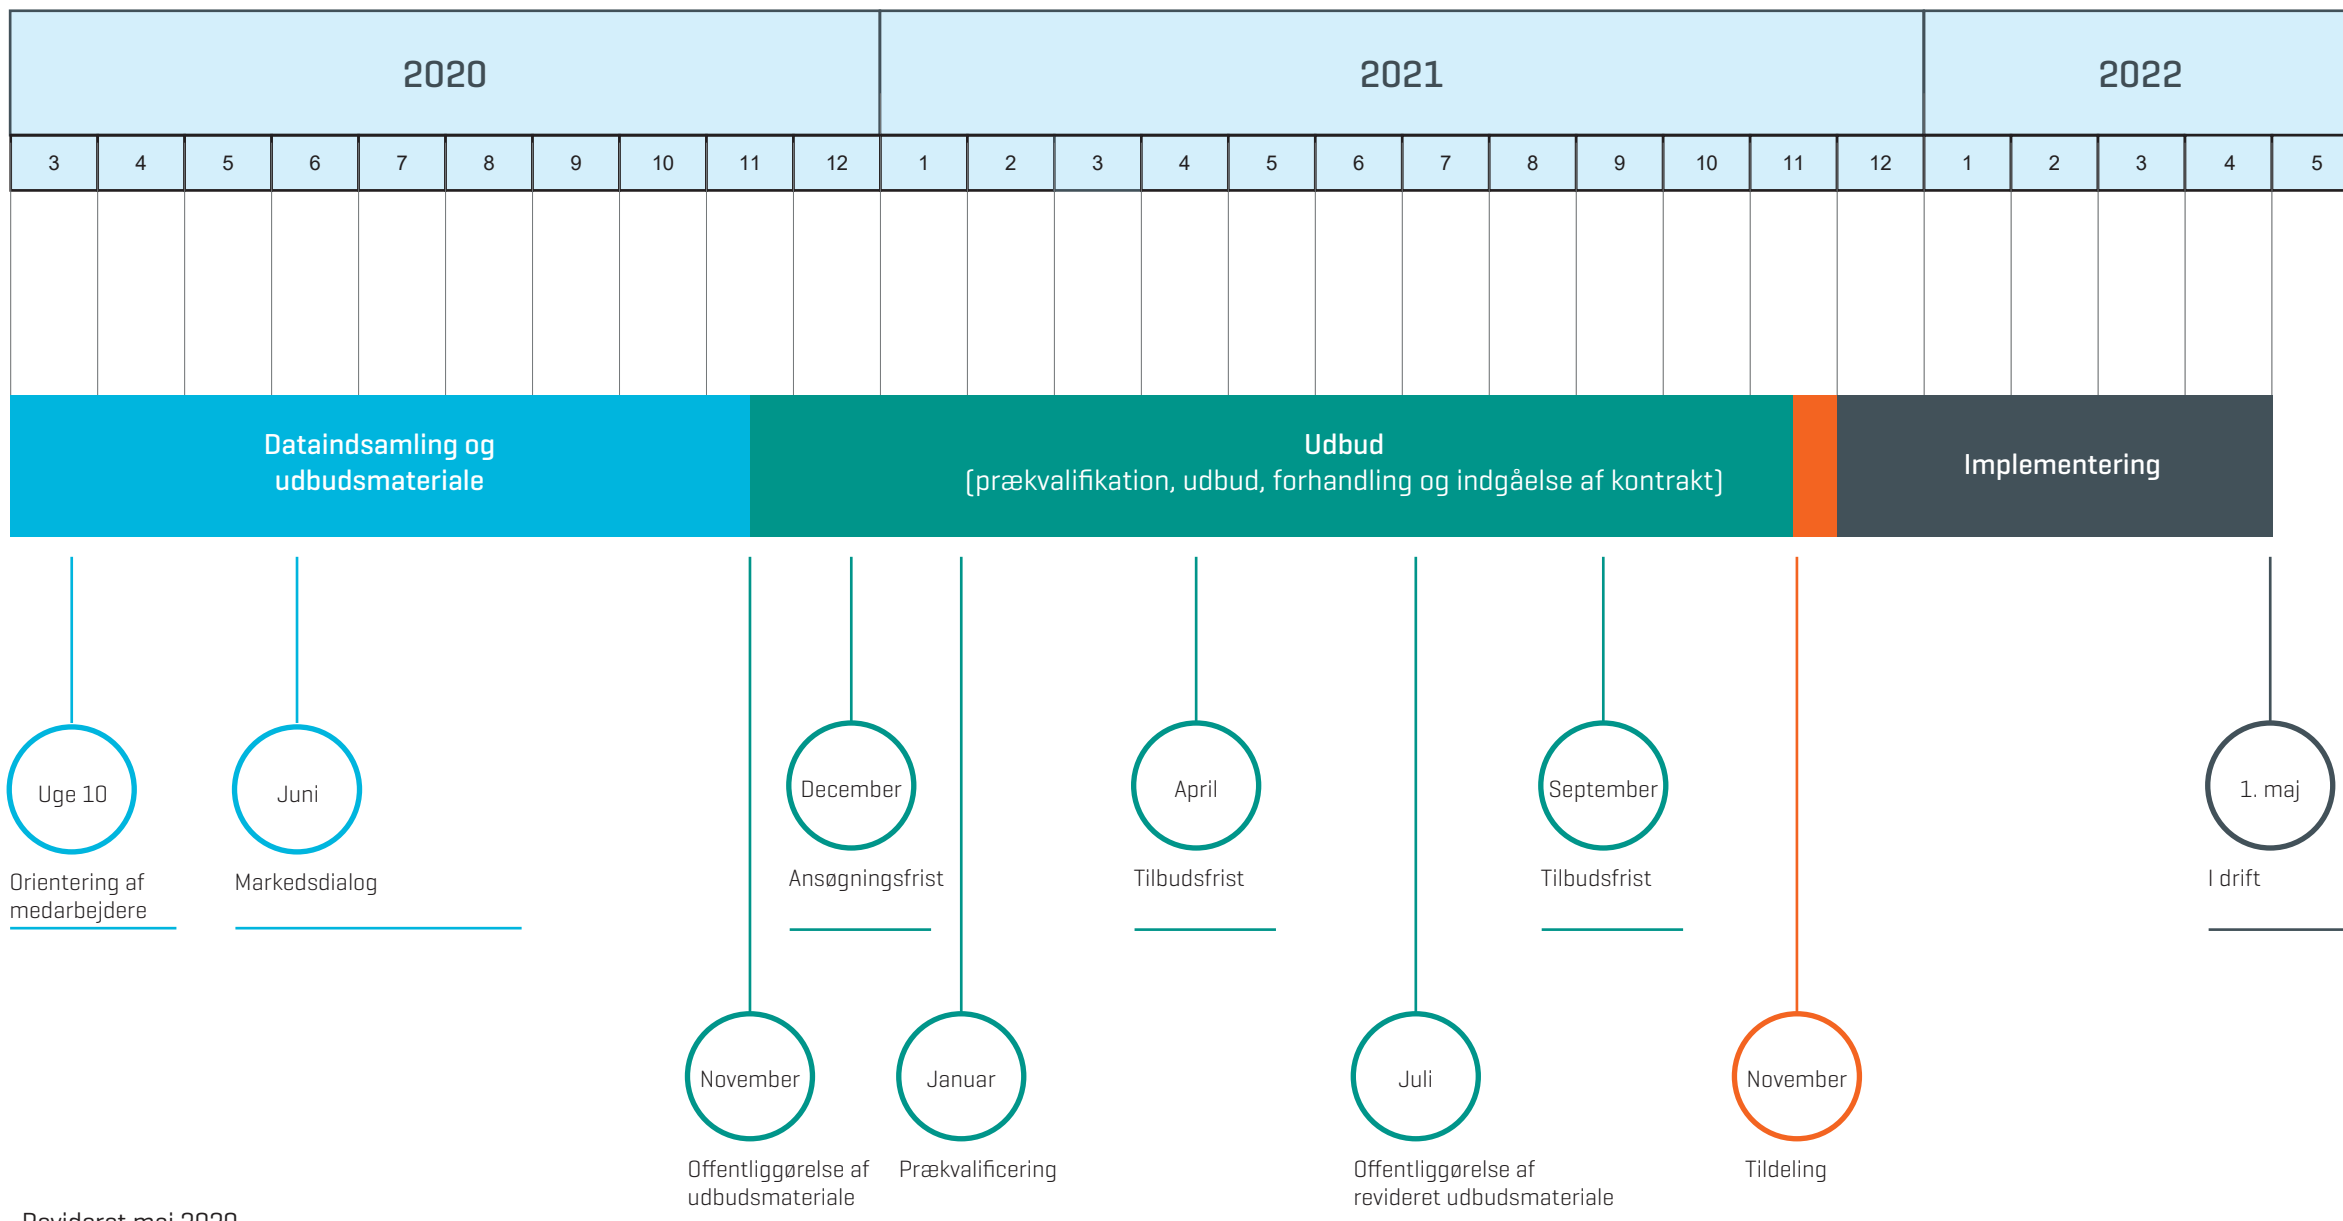 2020 2021 2022
3 4 5 6 7 8 9 10 11 12 1 2 3 4 5 6 7 8 9 10 11 12 1 2 3 4 5
Dataindsamling og
udbudsmateriale
Udbud
(prækvalifikation, udbud, forhandling og indgåelse af kontrakt)
Implementering
Uge 10
Orientering af
medarbejdere
Juni
Markedsdialog
November
Offentliggørelse af
udbudsmateriale
December
Ansøgningsfrist
Januar
Prækvalificering
April
Tilbudsfrist
Juli
Offentliggørelse af
revideret udbudsmateriale
September
Tilbudsfrist
November
Tildeling
1. maj
I drift
Revideret maj 2020